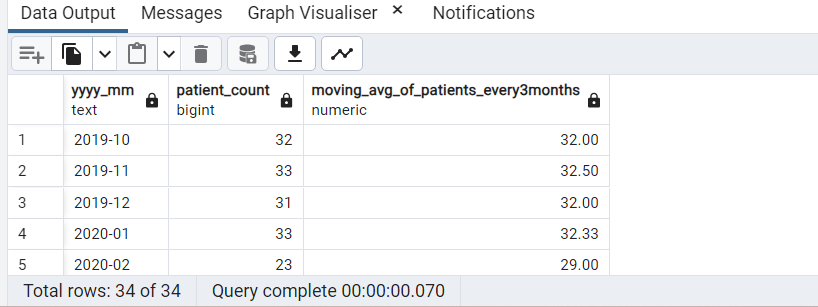 Data Output Messages Graph Visualiser × Notifications
yyyy_mm patient_count moving_avg_of_patients_every3months
text bigint numeric
1 2019-10 32 32.00
2 2019-11 33 32.50
3 2019-12 31 32.00
4 2020-01 33 32.33
5 2020-02 23 29.00
Total rows: 34 of 34 Query complete 00:00:00.070